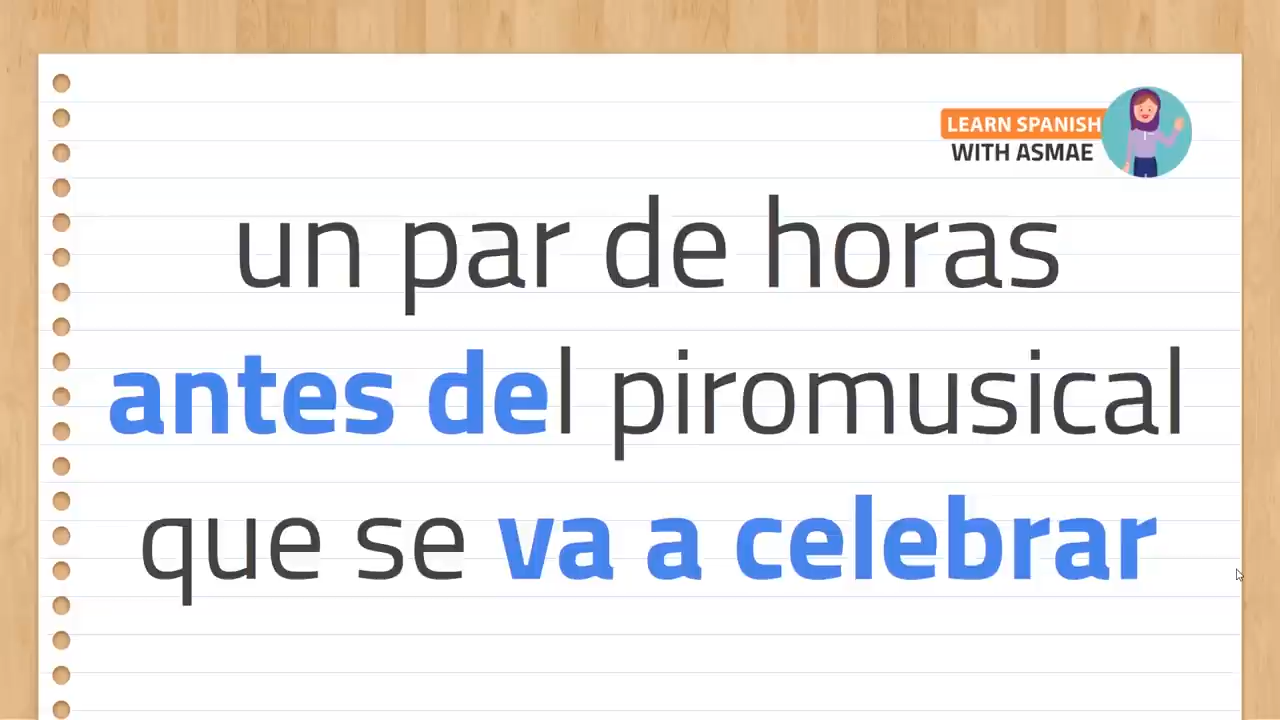 LEARN SPANISH
WITH ASMAE
un par de horas
antes del piromusical
que se va a celebrar